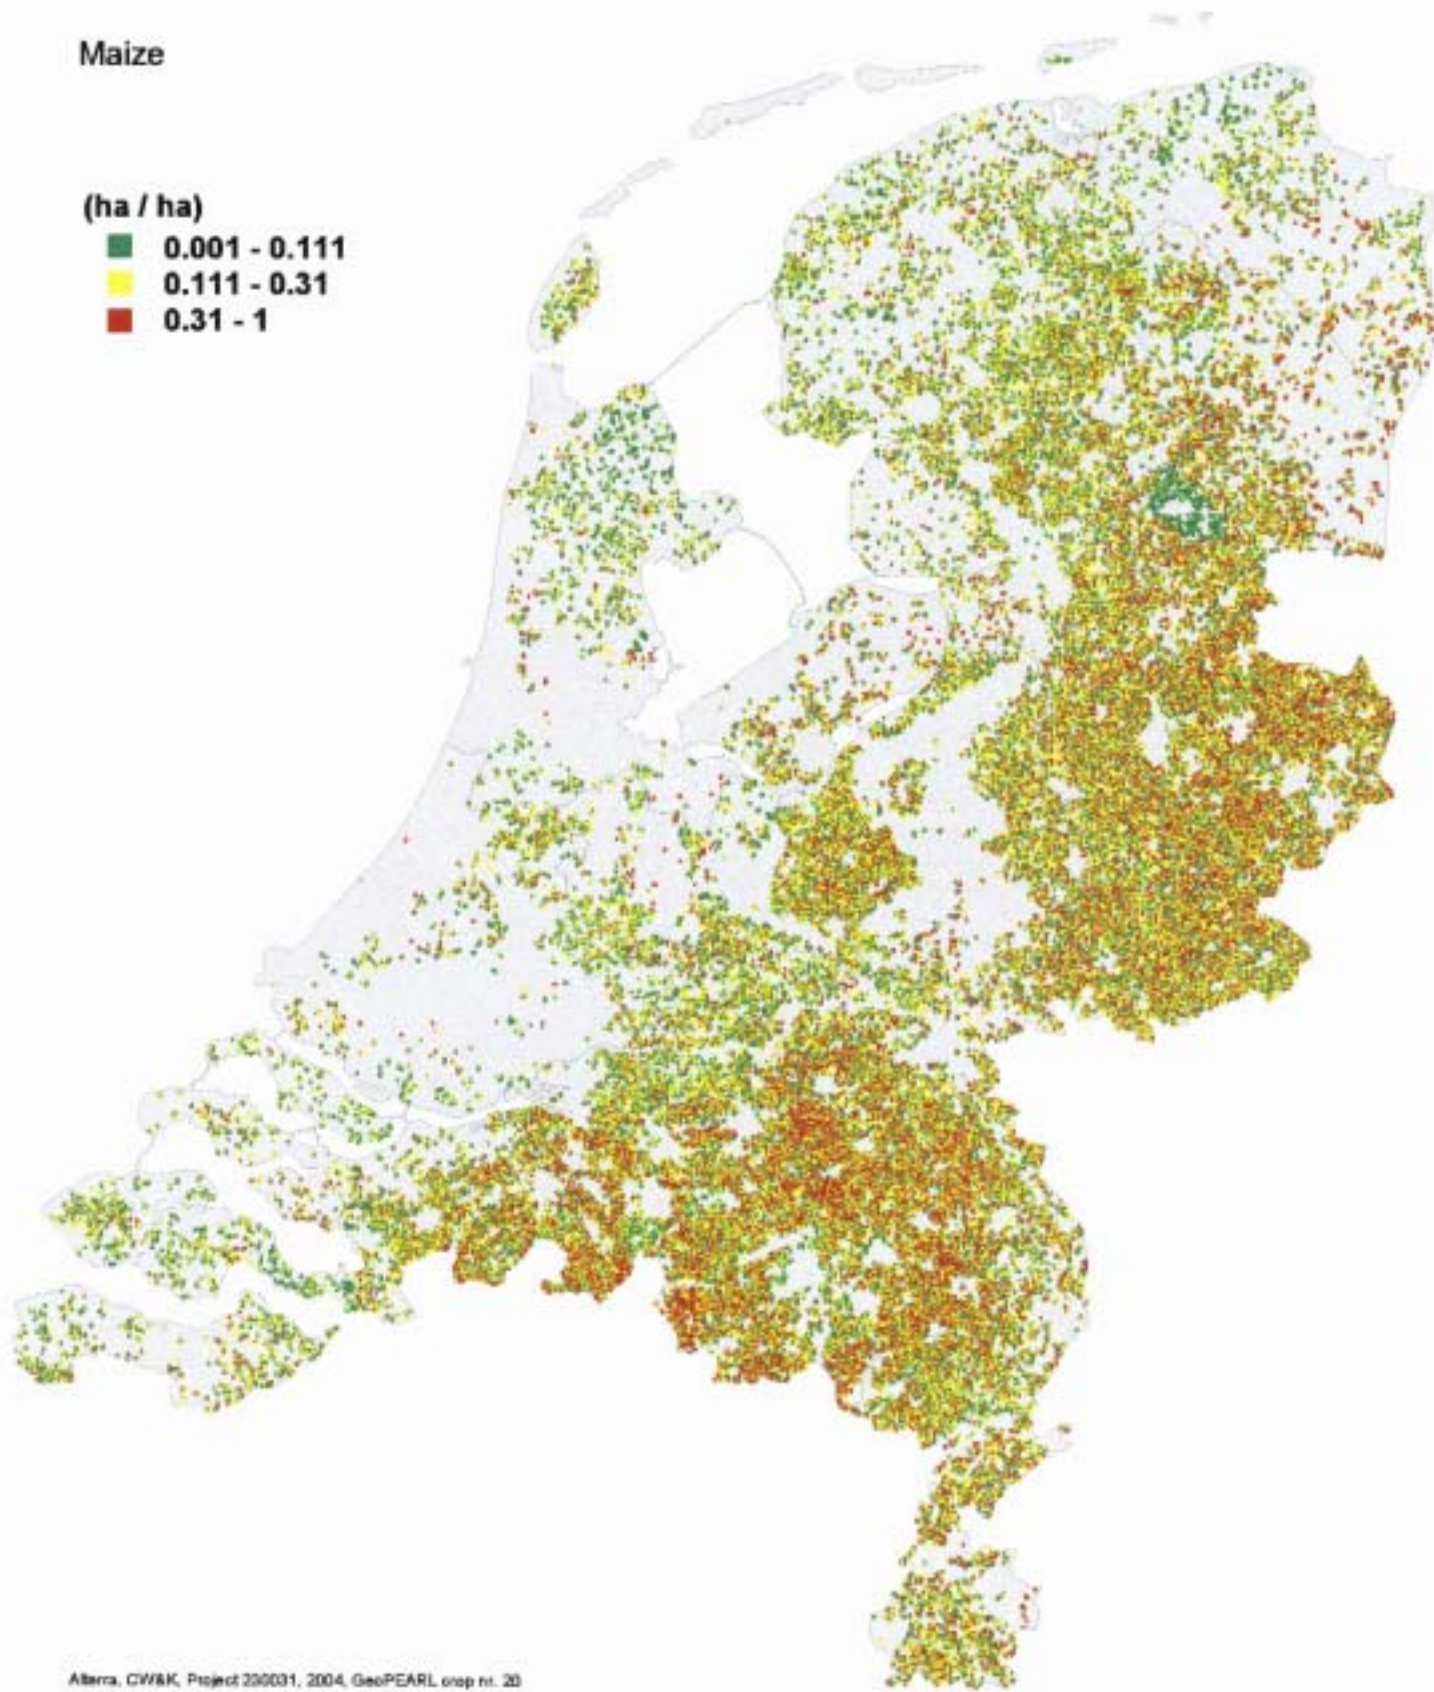 Maize
(ha / ha)
0.001 - 0.111
0.111 - 0.31
0.31 - 1
Alterra, CW&K, Project 230031, 2004, GeoPEARL crop nr. 20